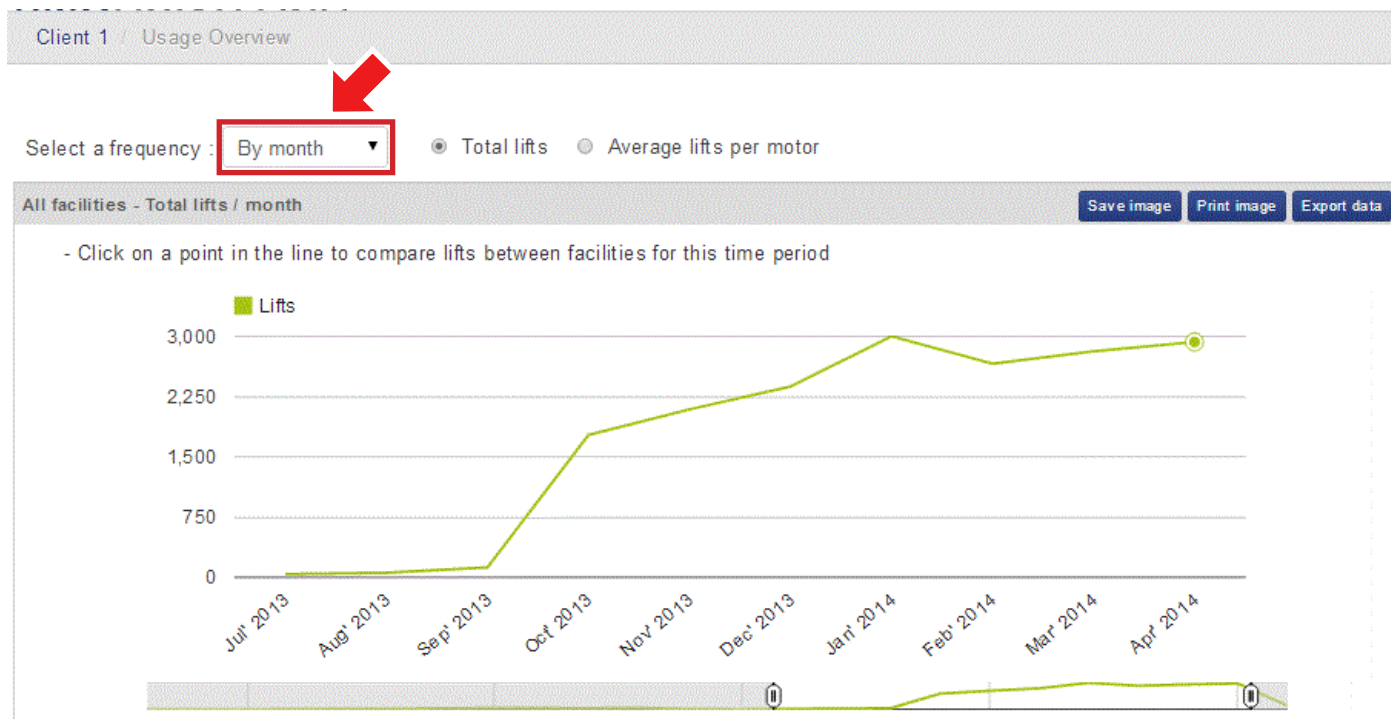 Client 1 / Usage Overview
Select a frequency : By month ▼ Total lifts Average lifts per motor
All facilities - Total lifts / month Save image Print image Export data
- Click on a point in the line to compare lifts between facilities for this time period
Lifts
3,000
2,250
1,500
750
0
Jul' 2013 Aug' 2013 Sep' 2013 Oct' 2013 Nov' 2013 Dec' 2013 Jan' 2014 Feb' 2014 Mar' 2014 Apr' 2014